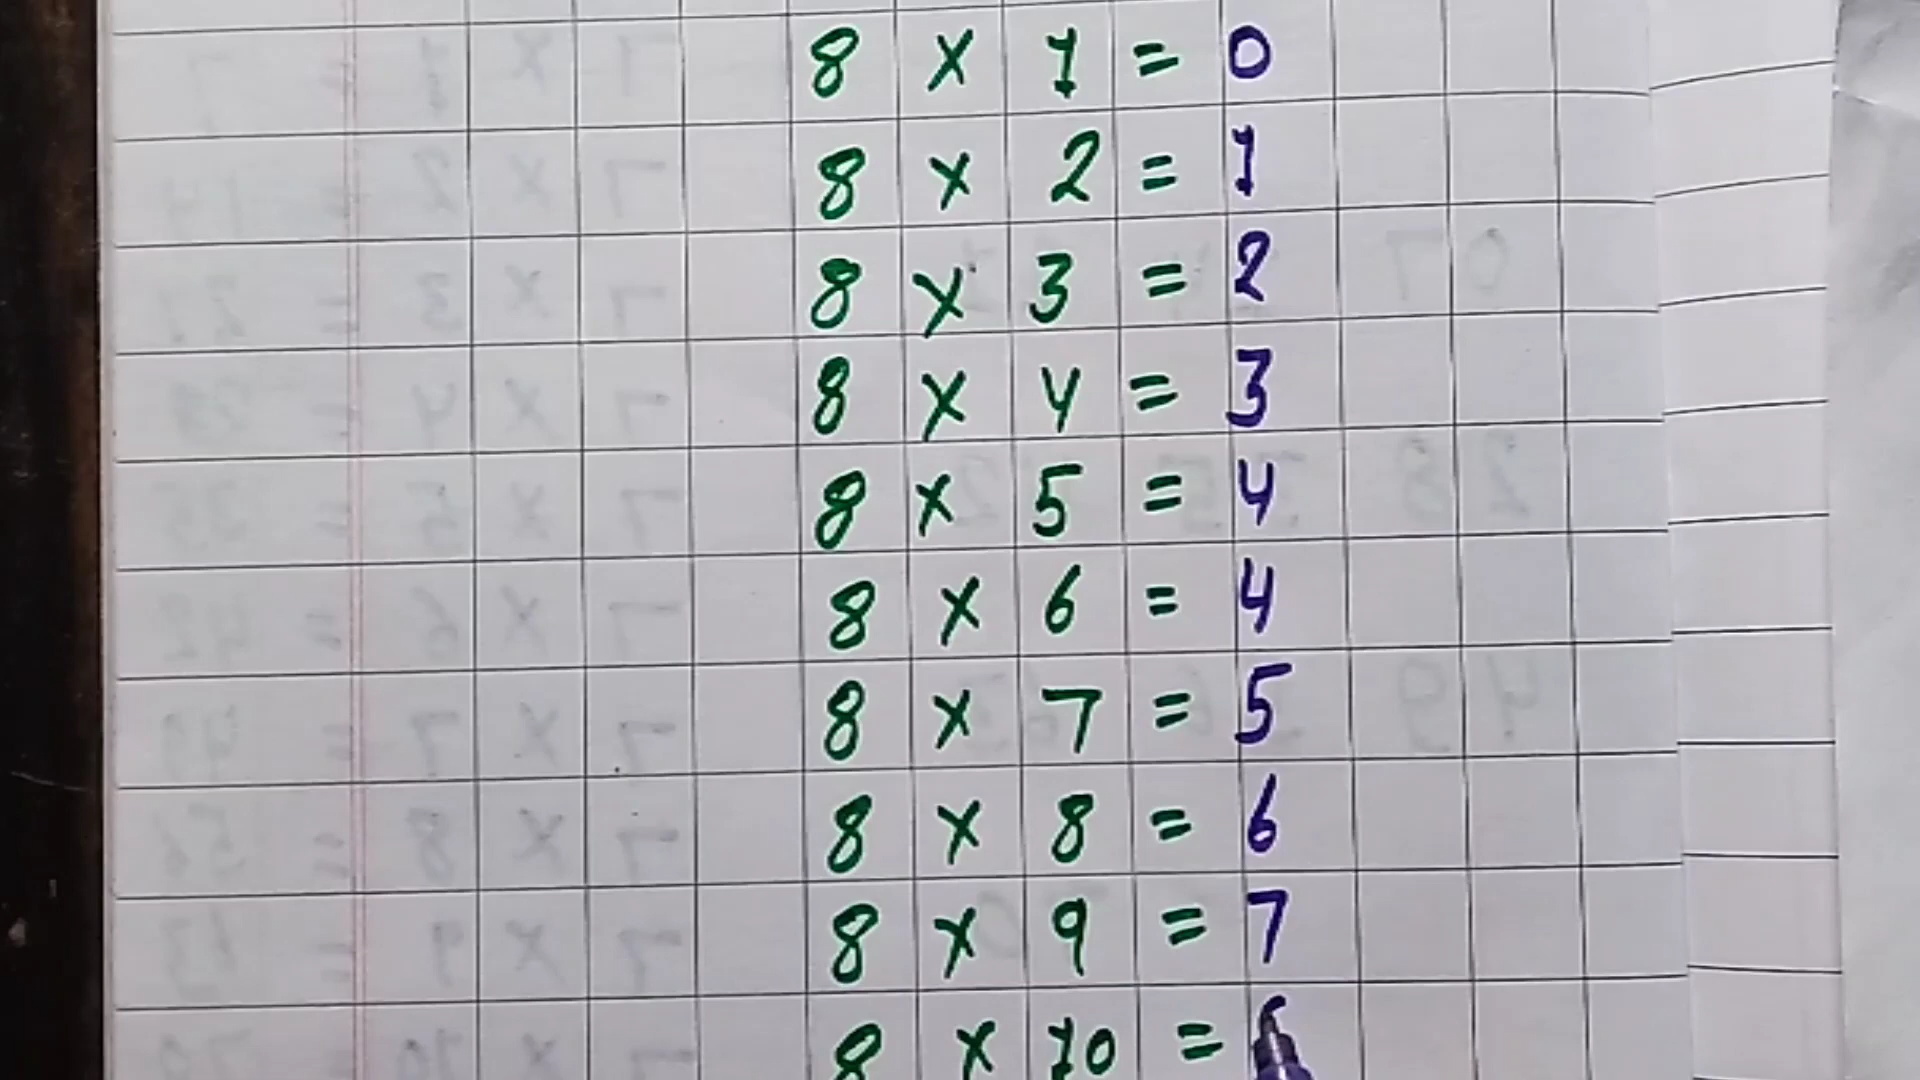 8 × 1 = 0
8 × 2 = 1
8 × 3 = 2
8 × 4 = 3
8 × 5 = 4
8 × 6 = 4
8 × 7 = 5
8 × 8 = 6
8 × 9 = 7
8 × 10 =